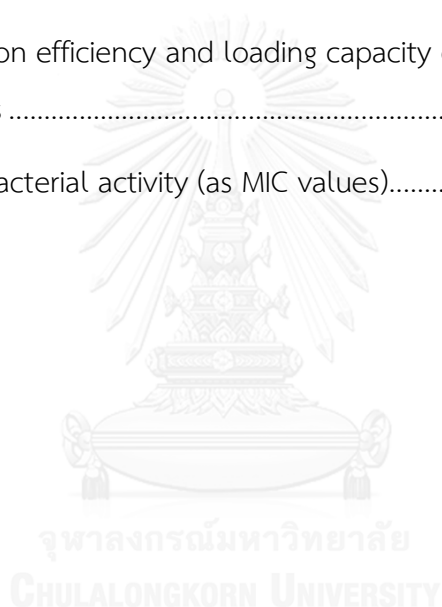 on efficiency and loading capacity
s ................................................................
acterial activity (as MIC values).........
จุฬาลงกรณ์มหาวิทยาลัย
CHULALONGKORN UNIVERSITY